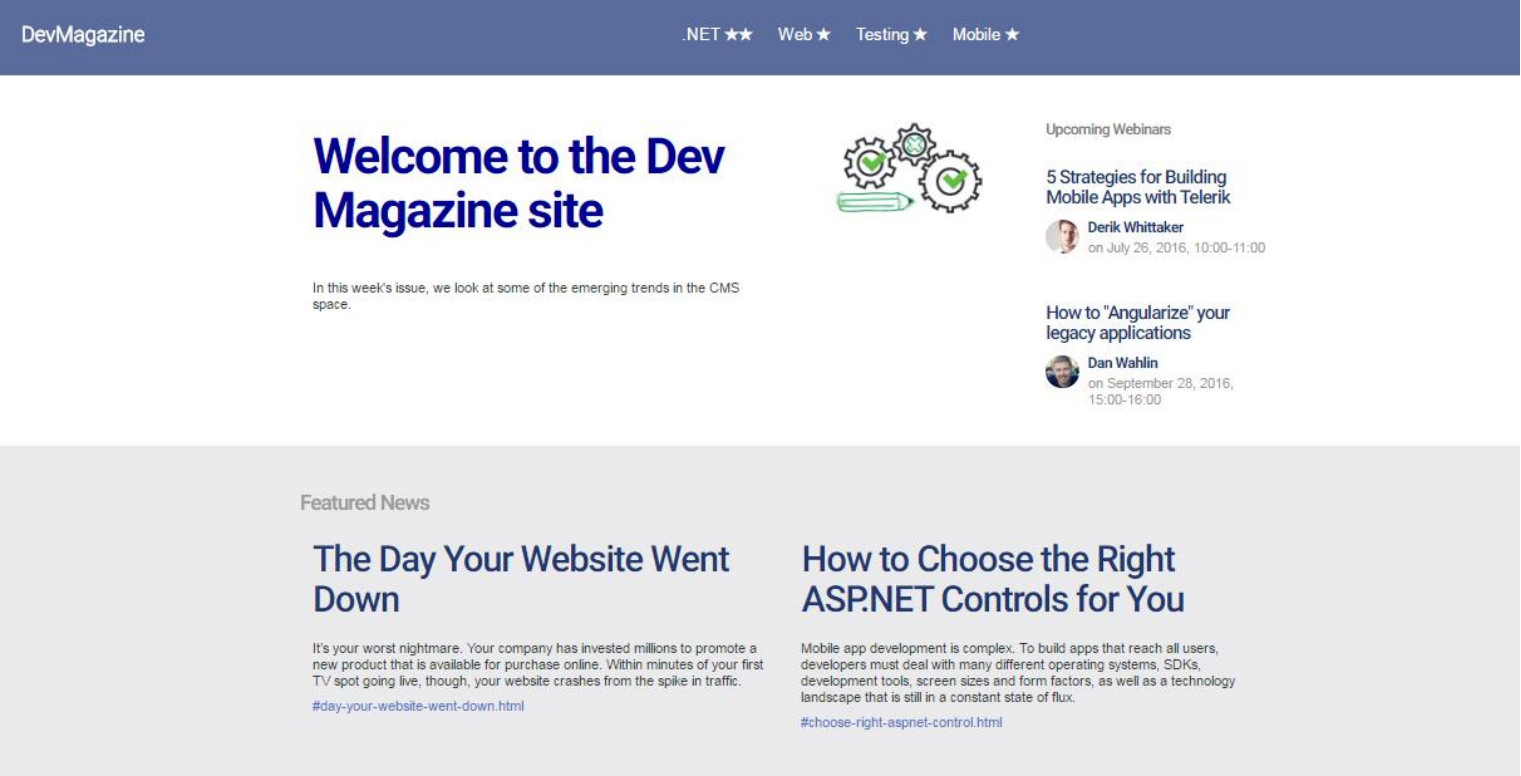 DevMagazine
.NET ★★ Web ★ Testing ★ Mobile ★
Welcome to the Dev
Magazine site
In this week's issue, we look at some of the emerging trends in the CMS
space.
Upcoming Webinars
5 Strategies for Building
Mobile Apps with Telerik
Derik Whittaker
on July 26, 2016, 10:00-11:00
How to "Angularize" your
legacy applications
Dan Wahlin
on September 28, 2016,
15:00-16:00
Featured News
The Day Your Website Went
Down
It's your worst nightmare. Your company has invested millions to promote a
new product that is available for purchase online. Within minutes of your first
TV spot going live, though, your website crashes from the spike in traffic.
#day-your-website-went-down.html
How to Choose the Right
ASP.NET Controls for You
Mobile app development is complex. To build apps that reach all users,
developers must deal with many different operating systems, SDKs,
development tools, screen sizes and form factors, as well as a technology
landscape that is still in a constant state of flux.
#choose-right-aspnet-control.html